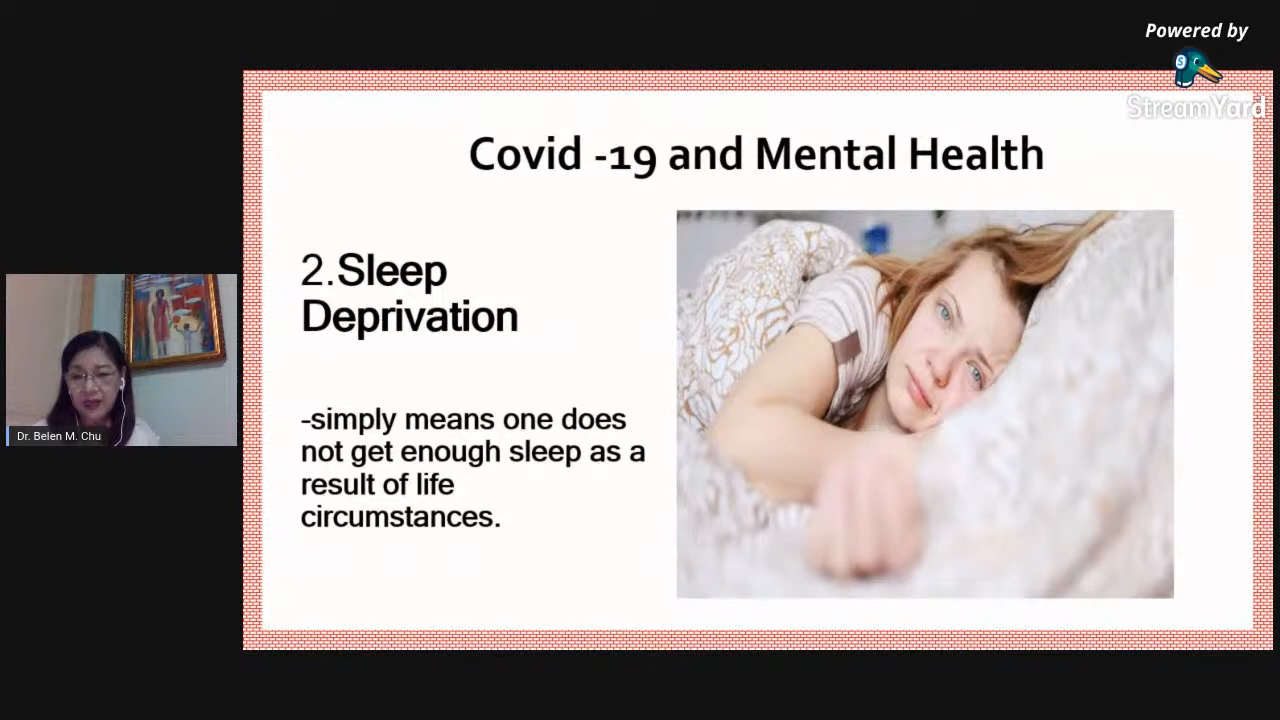 Powered by
StreamYard
Covid -19 and Mental Health
2.Sleep
Deprivation
-simply means one does
not get enough sleep as a
result of life
circumstances.
Dr. Belen M. Chu